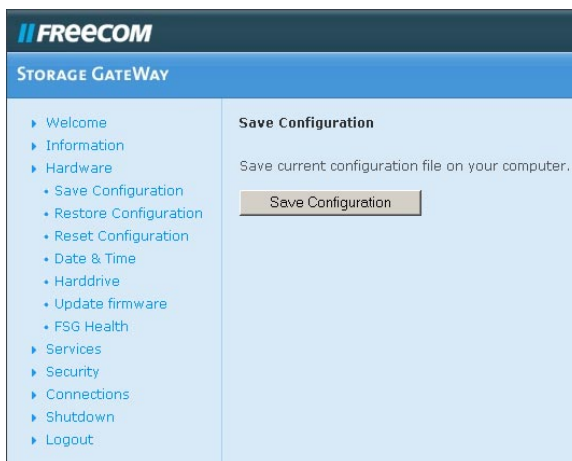 FREECOM
STORAGE GATEWAY
Welcome
Information
Hardware
Save Configuration
Restore Configuration
Reset Configuration
Date & Time
Harddrive
Update firmware
FSG Health
Services
Security
Connections
Shutdown
Logout
Save Configuration
Save current configuration file on your computer.
Save Configuration